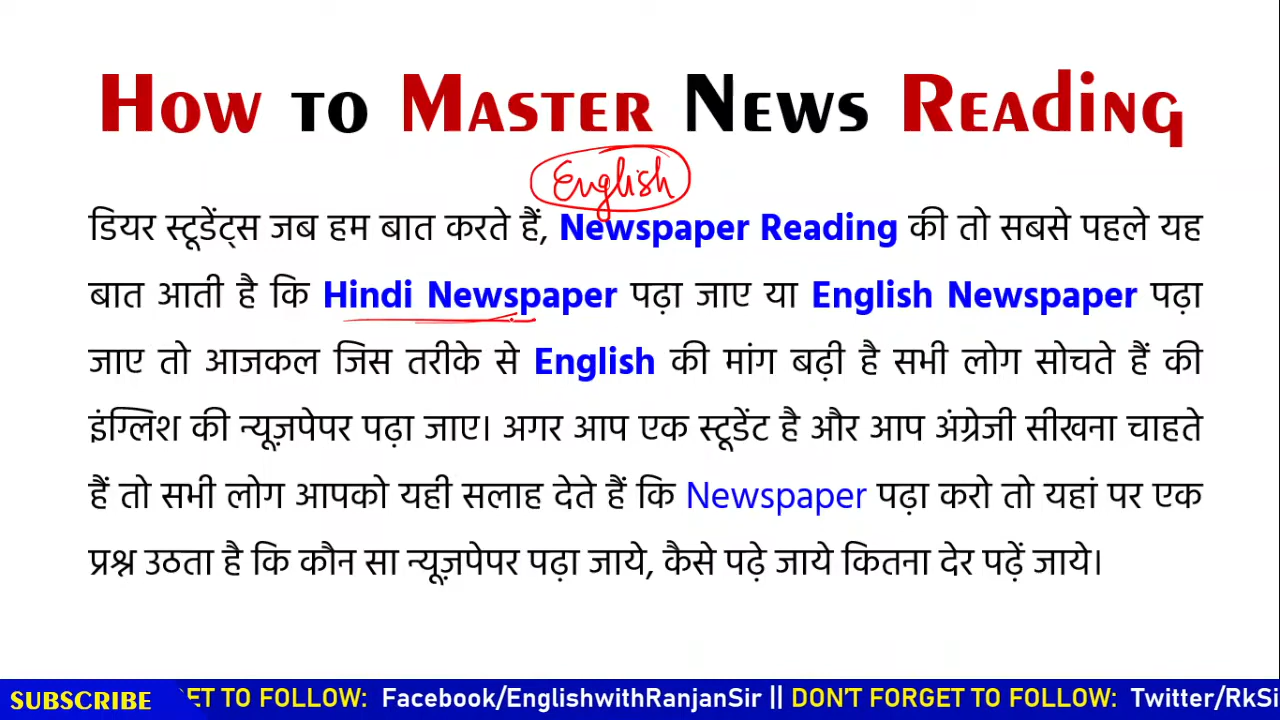 How to Master News Reading
English
डियर स्टूडेंट्स जब हम बात करते हैं, Newspaper Reading की तो सबसे पहले यह
बात आती है कि Hindi Newspaper पढ़ा जाए या English Newspaper पढ़ा
जाए तो आजकल जिस तरीके से English की मांग बढ़ी है सभी लोग सोचते हैं की
इंग्लिश की न्यूज़पेपर पढ़ा जाए। अगर आप एक स्टूडेंट है और आप अंग्रेजी सीखना चाहते
हैं तो सभी लोग आपको यही सलाह देते हैं कि Newspaper पढ़ा करो तो यहां पर एक
प्रश्न उठता है कि कौन सा न्यूज़पेपर पढ़ा जाये, कैसे पढ़े जाये कितना देर पढ़ें जाये।
SUBSCRIBE ET TO FOLLOW: Facebook/EnglishwithRanjanSir || DON'T FORGET TO FOLLOW: Twitter/RkSi